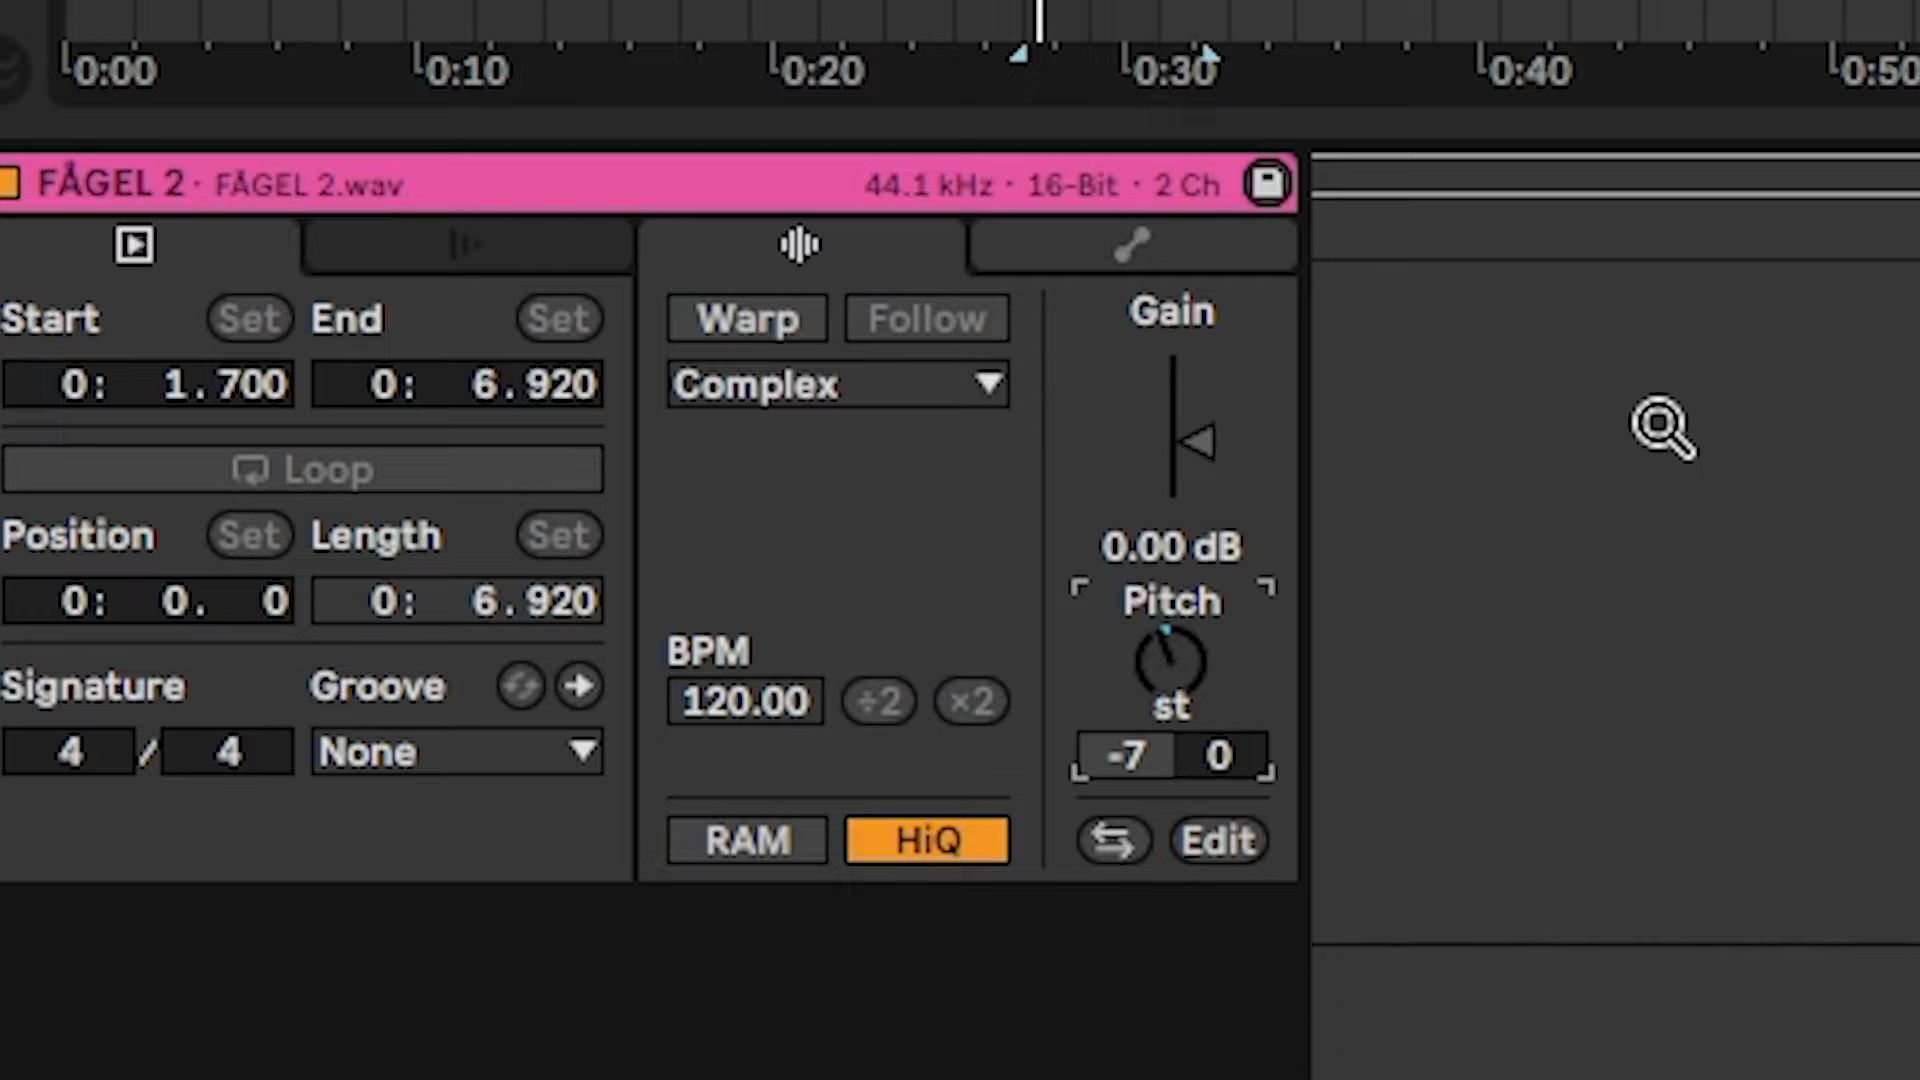 0:00 0:10 0:20 0:30 0:40 0:50
FÅGEL 2 · FÅGEL 2.wav 44.1 kHz · 16-Bit · 2 Ch
Start Set End Set
0: 1.700 0: 6.920
Loop
Position Set Length Set
0: 0. 0 0: 6.920
Signature Groove
4 / 4 None
Warp Follow
Complex
BPM
120.00 ÷2 ×2
RAM HiQ
Gain
0.00 dB
Pitch
st
-7 0
Edit